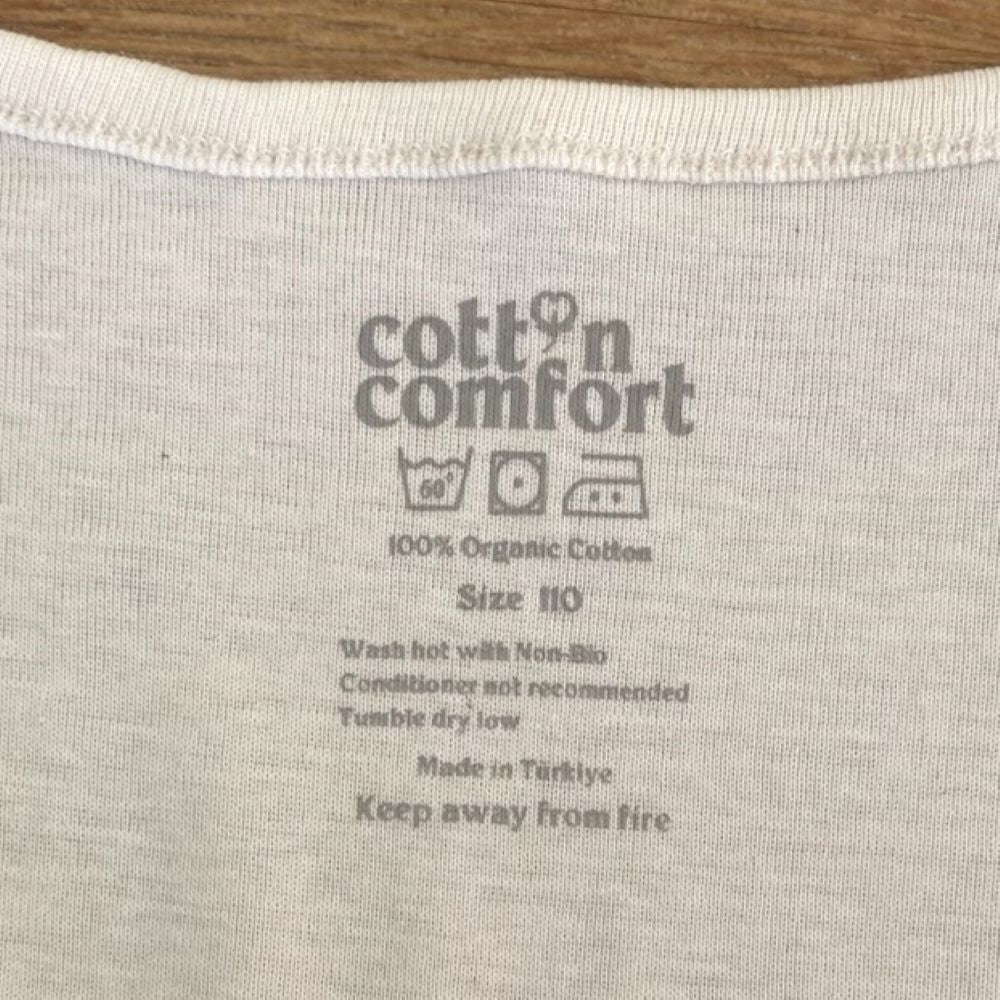 cotton
comfort
60°
100% Organic Cotton
Size 110
Wash hot with Non-Bio
Conditioner not recommended
Tumble dry low
Made in Türkiye
Keep away from fire